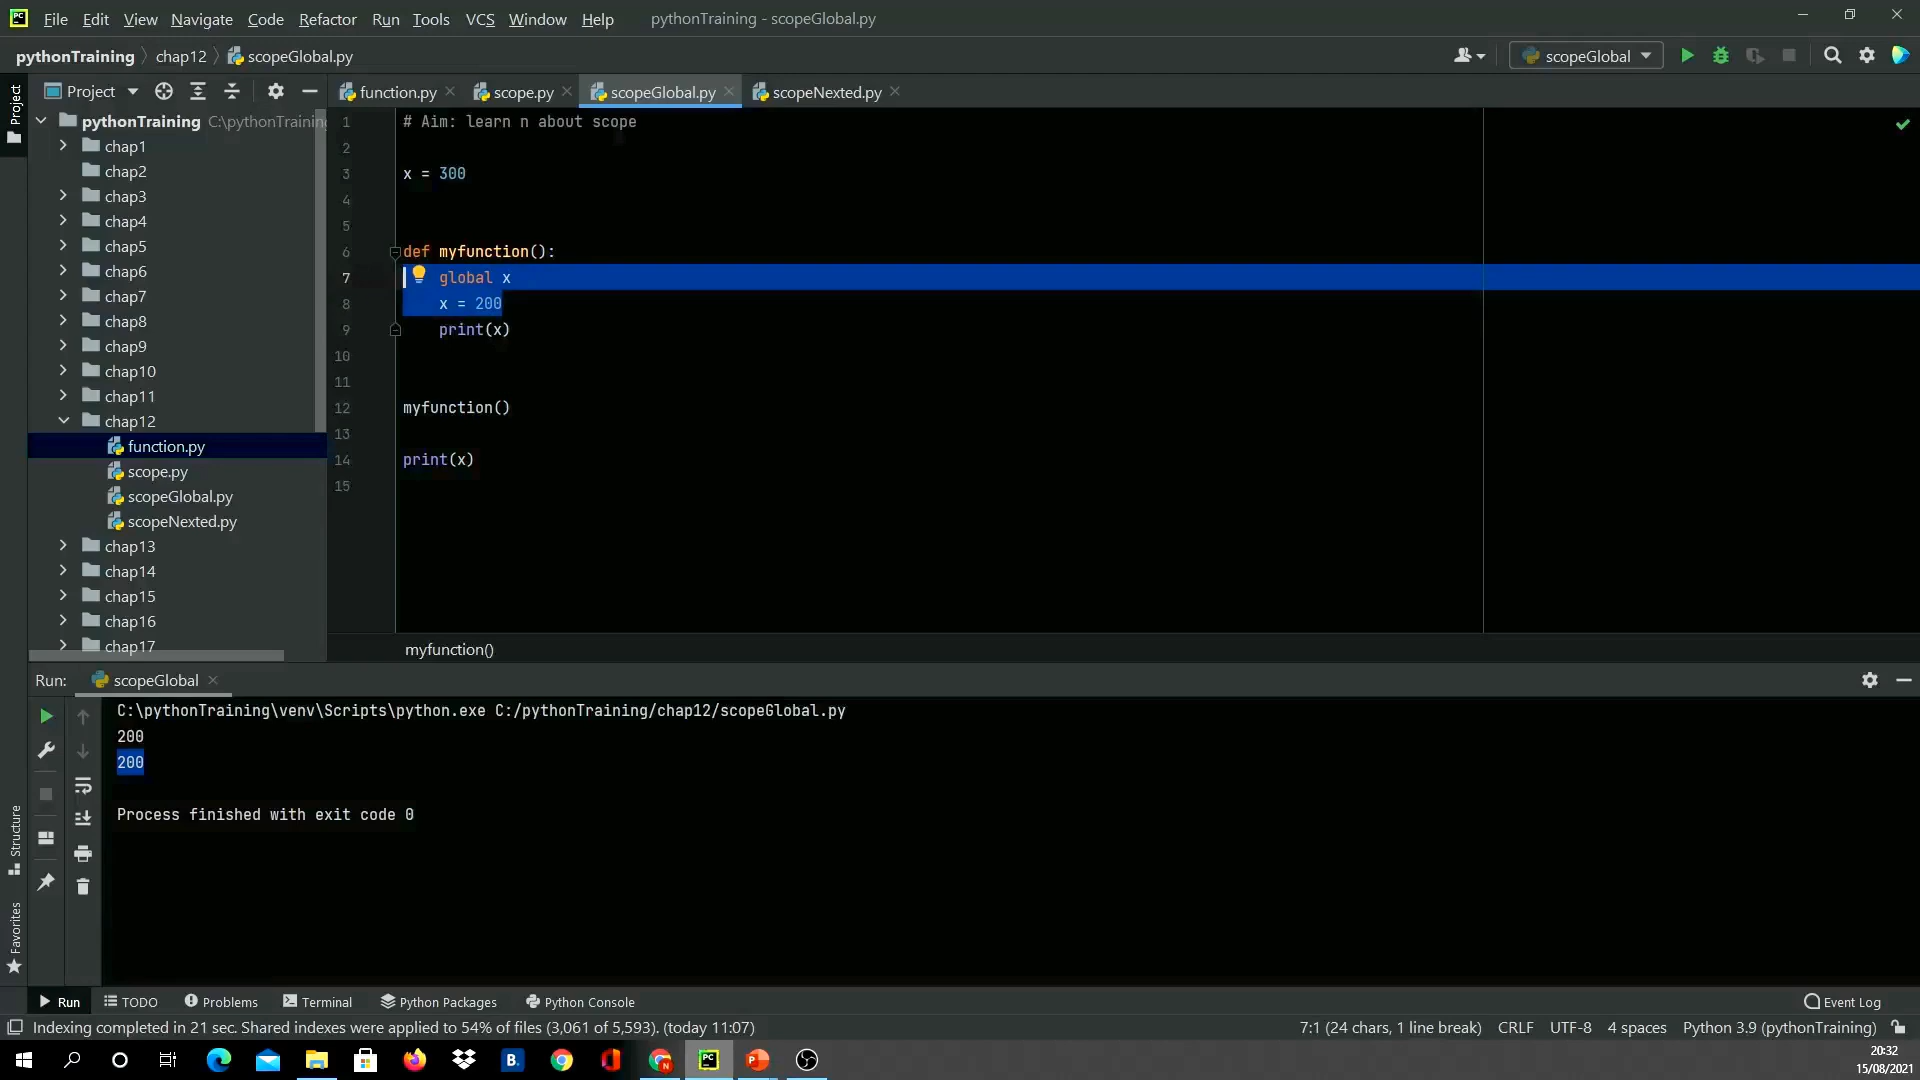 File Edit View Navigate Code Refactor Run Tools VCS Window Help pythonTraining - scopeGlobal.py
pythonTraining chap12 scopeGlobal.py scopeGlobal
Project function.py scope.py scopeGlobal.py scopeNexted.py
Project
pythonTraining C:\pythonTraining
chap1
chap2
chap3
chap4
chap5
chap6
chap7
chap8
chap9
chap10
chap11
chap12
function.py
scope.py
scopeGlobal.py
scopeNexted.py
chap13
chap14
chap15
chap16
chap17
1 # Aim: learn n about scope
2
3 x = 300
4
5
6 def myfunction():
7 global x
8 x = 200
9 print(x)
10
11
12 myfunction()
13
14 print(x)
15
myfunction()
Run: scopeGlobal
C:\pythonTraining\venv\Scripts\python.exe C:/pythonTraining/chap12/scopeGlobal.py
200
200
Process finished with exit code 0
Structure
Favorites
Run TODO Problems Terminal Python Packages Python Console Event Log
Indexing completed in 21 sec. Shared indexes were applied to 54% of files (3,061 of 5,593). (today 11:07) 7:1 (24 chars, 1 line break) CRLF UTF-8 4 spaces Python 3.9 (pythonTraining)
20:32
15/08/2021